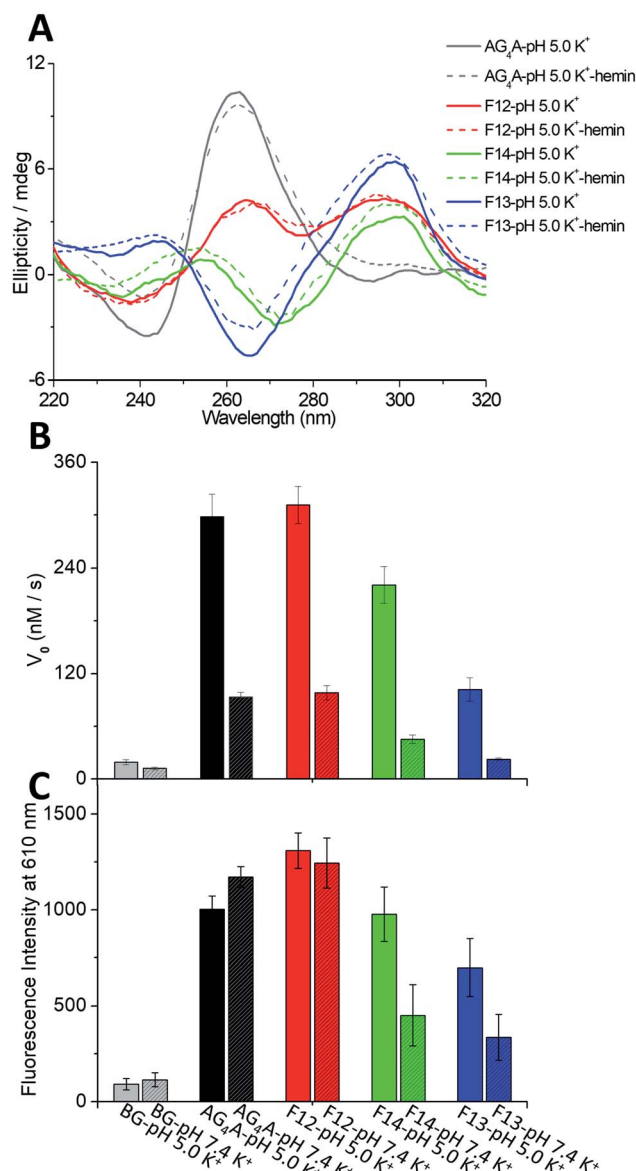 A
AG₄A-pH 5.0 K⁺
AG₄A-pH 5.0 K⁺-hemin
F12-pH 5.0 K⁺
F12-pH 5.0 K⁺-hemin
F14-pH 5.0 K⁺
F14-pH 5.0 K⁺-hemin
F13-pH 5.0 K⁺
F13-pH 5.0 K⁺-hemin
Ellipticity / mdeg
12
6
0
-6
220 240 260 280 300 320
Wavelength (nm)
B
V₀ (nM / s)
360
240
120
0
C
Fluorescence Intensity at 610 nm
1500
1000
500
0
BG-pH 5.0 K⁺
BG-pH 7.4 K⁺
AG₄A-pH 5.0 K⁺
AG₄A-pH 7.4 K⁺
F12-pH 5.0 K⁺
F12-pH 7.4 K⁺
F14-pH 5.0 K⁺
F14-pH 7.4 K⁺
F13-pH 5.0 K⁺
F13-pH 7.4 K⁺